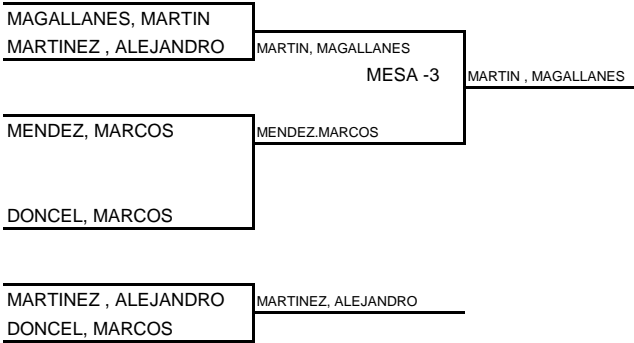 MAGALLANES, MARTIN
MARTINEZ , ALEJANDRO
MARTIN, MAGALLANES
MESA -3
MARTIN , MAGALLANES
MENDEZ, MARCOS
MENDEZ.MARCOS
DONCEL, MARCOS
MARTINEZ , ALEJANDRO
MARTINEZ, ALEJANDRO
DONCEL, MARCOS